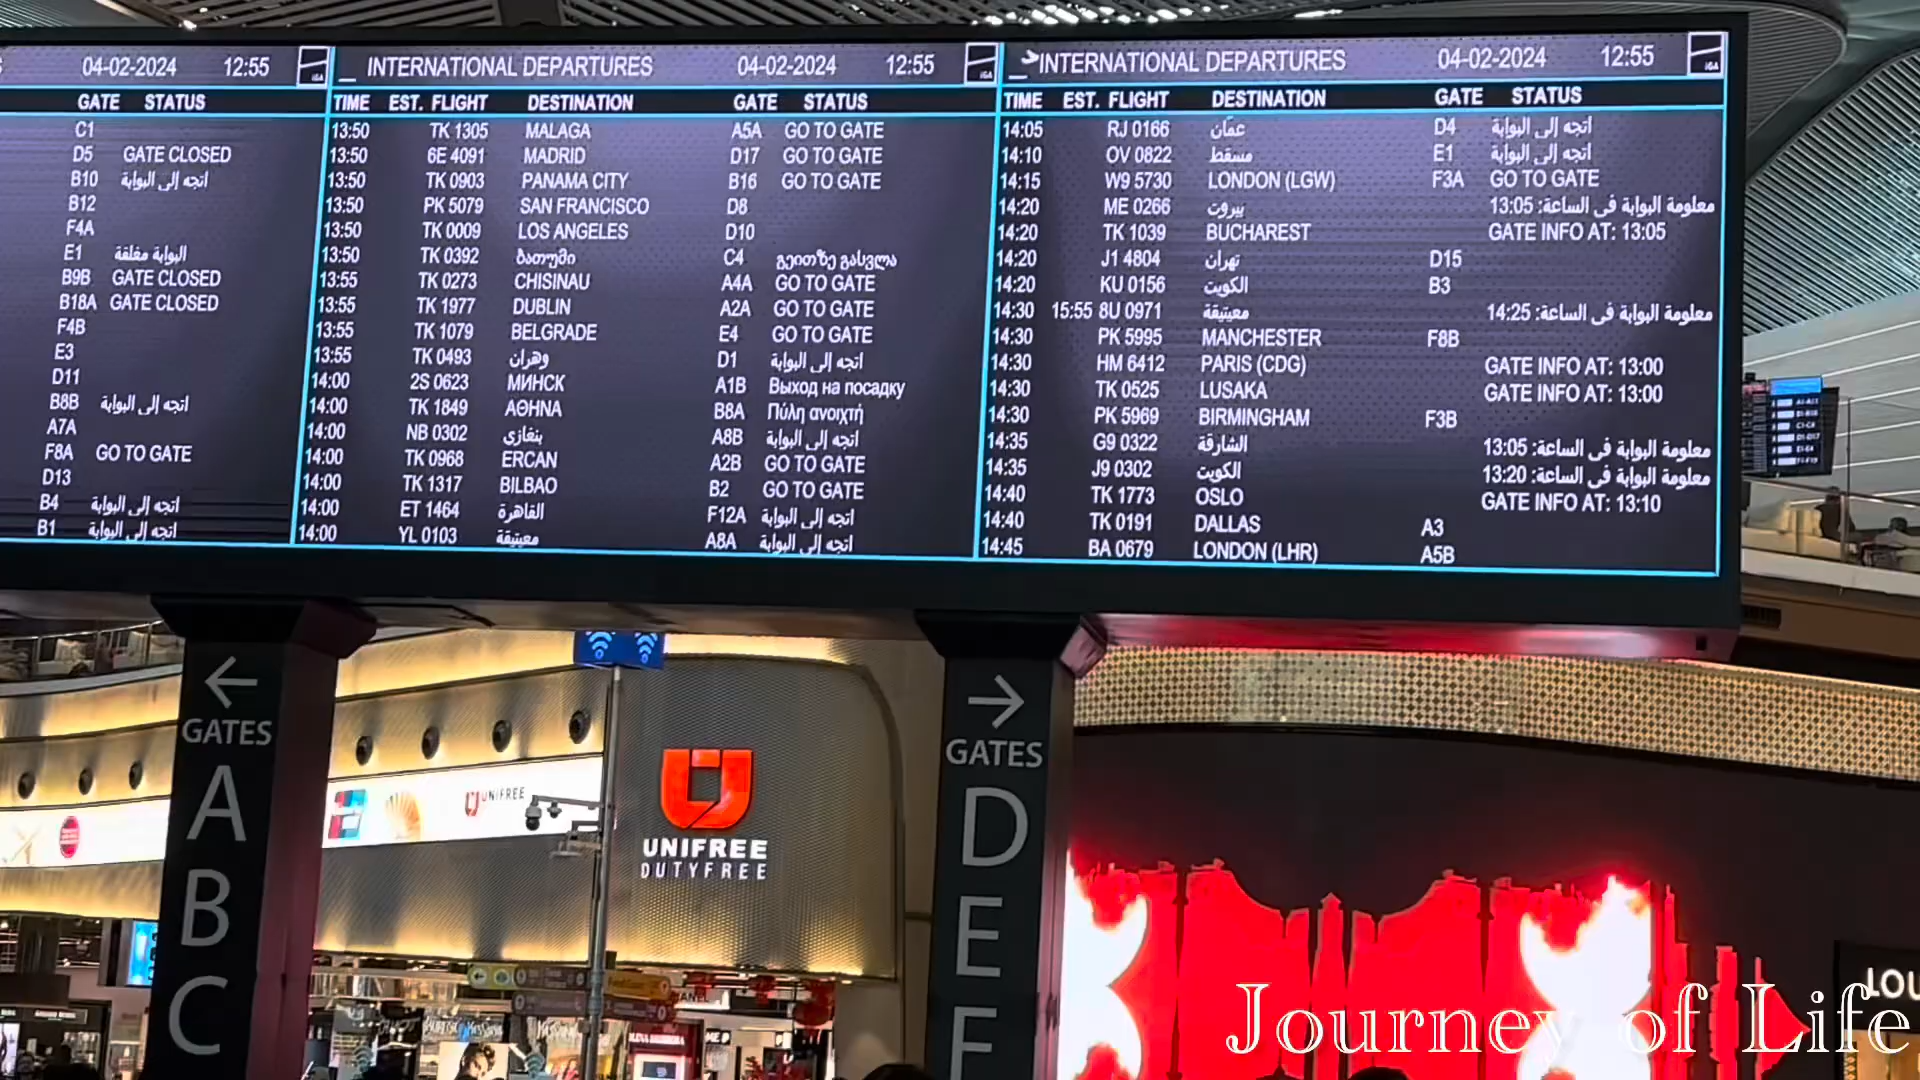 04-02-2024 12:55 iGA
GATE STATUS
C1
D5 GATE CLOSED
B10 اتجه إلى البوابة
B12
F4A
E1 البوابة مغلقة
B9B GATE CLOSED
B18A GATE CLOSED
F4B
E3
D11
B8B اتجه إلى البوابة
A7A
F8A GO TO GATE
D13
B4 اتجه إلى البوابة
B1 اتجه إلى البوابة
INTERNATIONAL DEPARTURES 04-02-2024 12:55 iGA
TIME EST. FLIGHT DESTINATION GATE STATUS
13:50 TK 1305 MALAGA A5A GO TO GATE
13:50 6E 4091 MADRID D17 GO TO GATE
13:50 TK 0903 PANAMA CITY B16 GO TO GATE
13:50 PK 5079 SAN FRANCISCO D8
13:50 TK 0009 LOS ANGELES D10
13:50 TK 0392 ბათუმი C4 გეითზე გასვლა
13:55 TK 0273 CHISINAU A4A GO TO GATE
13:55 TK 1977 DUBLIN A2A GO TO GATE
13:55 TK 1079 BELGRADE E4 GO TO GATE
13:55 TK 0493 وهران D1 اتجه إلى البوابة
14:00 2S 0623 МИНСК A1B Выход на посадку
14:00 TK 1849 ΑΘΗΝΑ B8A Πύλη ανοιχτή
14:00 NB 0302 بنغازى A8B اتجه إلى البوابة
14:00 TK 0968 ERCAN A2B GO TO GATE
14:00 TK 1317 BILBAO B2 GO TO GATE
14:00 ET 1464 القاهرة F12A اتجه إلى البوابة
14:00 YL 0103 معيتيقة A8A اتجه إلى البوابة
INTERNATIONAL DEPARTURES 04-02-2024 12:55 iGA
TIME EST. FLIGHT DESTINATION GATE STATUS
14:05 RJ 0166 عمّان D4 اتجه إلى البوابة
14:10 OV 0822 مسقط E1 اتجه إلى البوابة
14:15 W9 5730 LONDON (LGW) F3A GO TO GATE
14:20 ME 0266 بيروت معلومة البوابة فى الساعة: 13:05
14:20 TK 1039 BUCHAREST GATE INFO AT: 13:05
14:20 J1 4804 تهران D15
14:20 KU 0156 الكويت B3
14:30 15:55 8U 0971 معيتيقة معلومة البوابة فى الساعة: 14:25
14:30 PK 5995 MANCHESTER F8B
14:30 HM 6412 PARIS (CDG) GATE INFO AT: 13:00
14:30 TK 0525 LUSAKA GATE INFO AT: 13:00
14:30 PK 5969 BIRMINGHAM F3B
14:35 G9 0322 الشارقة معلومة البوابة فى الساعة: 13:05
14:35 J9 0302 الكويت معلومة البوابة فى الساعة: 13:20
14:40 TK 1773 OSLO GATE INFO AT: 13:10
14:40 TK 0191 DALLAS A3
14:45 BA 0679 LONDON (LHR) A5B
GATES
A
B
C
UNIFREE
UNIFREE
DUTYFREE
GATES
D
E
F
LOU
Journey of Life